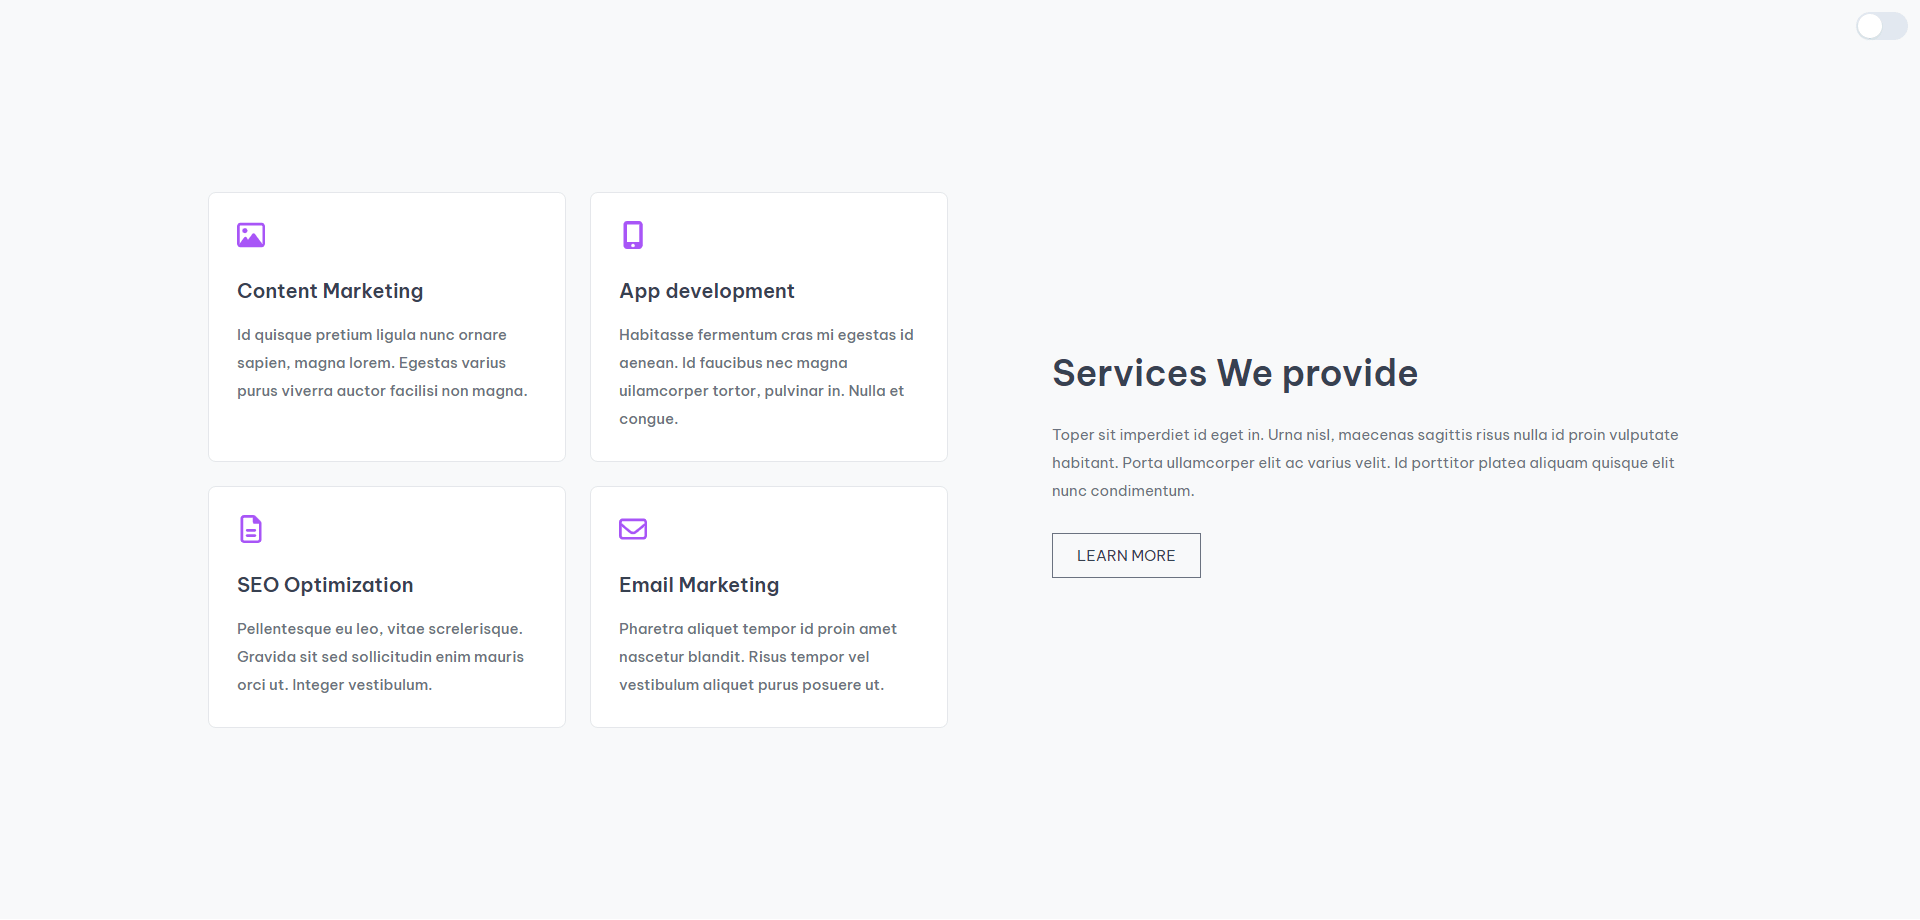 Content Marketing
Id quisque pretium ligula nunc ornare
sapien, magna lorem. Egestas varius
purus viverra auctor facilisi non magna.
App development
Habitasse fermentum cras mi egestas id
aenean. Id faucibus nec magna
uilamcorper tortor, pulvinar in. Nulla et
congue.
SEO Optimization
Pellentesque eu leo, vitae screlerisque.
Gravida sit sed sollicitudin enim mauris
orci ut. Integer vestibulum.
Email Marketing
Pharetra aliquet tempor id proin amet
nascetur blandit. Risus tempor vel
vestibulum aliquet purus posuere ut.
Services We provide
Toper sit imperdiet id eget in. Urna nisl, maecenas sagittis risus nulla id proin vulputate
habitant. Porta ullamcorper elit ac varius velit. Id porttitor platea aliquam quisque elit
nunc condimentum.
LEARN MORE